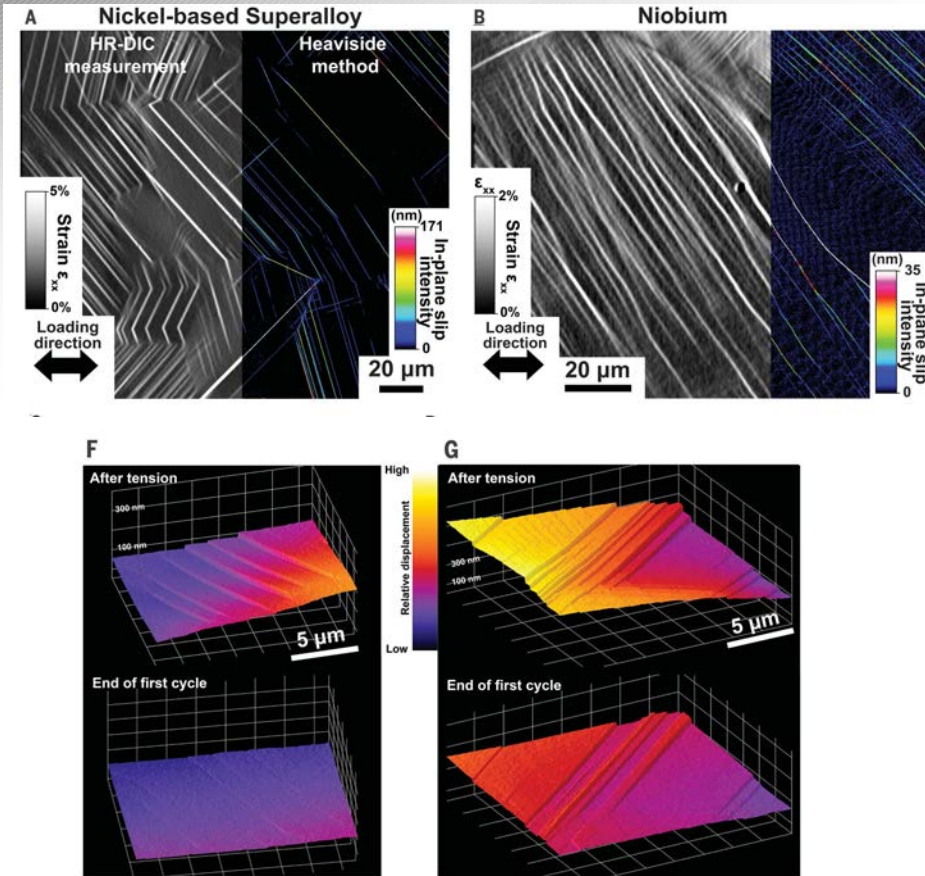 A
Nickel-based Superalloy
HR-DIC
measurement
Heaviside
method
5%
Strain εxx
0%
Loading
direction
(nm)
171
In-plane slip
intensity
0
20 µm
B
Niobium
εxx
2%
Strain εxx
0%
Loading
direction
20 µm
(nm)
35
In-plane slip
intensity
0
F
After tension
300 nm
100 nm
5 µm
End of first cycle
High
Relative displacement
Low
G
After tension
300 nm
100 nm
5 µm
End of first cycle